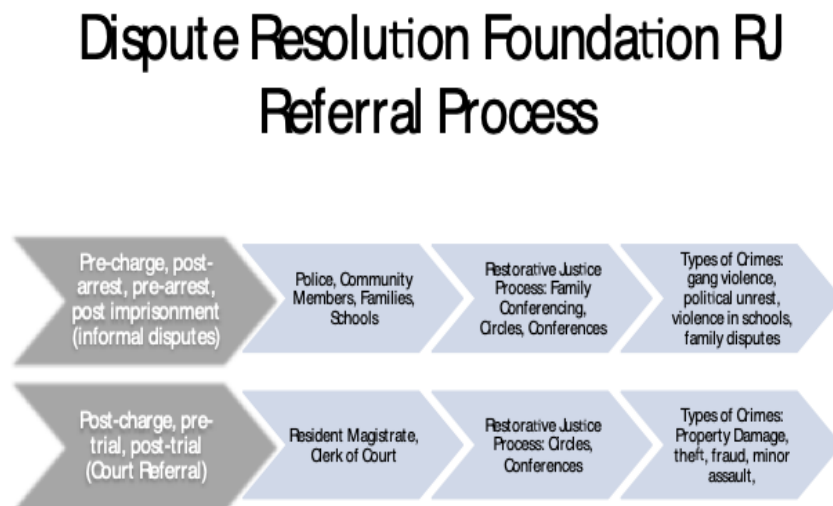 Dispute Resolution Foundation RJ
Referral Process
Pre-charge, post-
arrest, pre-arrest,
post imprisonment
(informal disputes)
Police, Community
Members, Families,
Schools
Restorative Justice
Process: Family
Conferencing,
Circles, Conferences
Types of Crimes:
gang violence,
political unrest,
violence in schools,
family disputes
Post-charge, pre-
trial, post-trial
(Court Referral)
Resident Magistrate,
Clerk of Court
Restorative Justice
Process: Circles,
Conferences
Types of Crimes:
Property Damage,
theft, fraud, minor
assault,